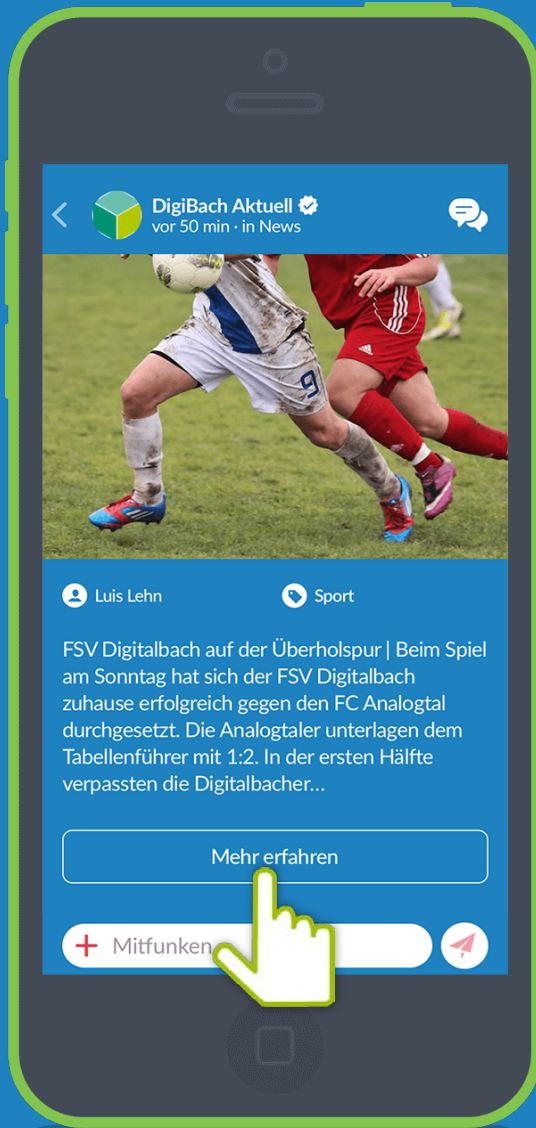 DigiBach Aktuell
vor 50 min · in News
9
Luis Lehn
Sport
FSV Digitalbach auf der Überholspur | Beim Spiel
am Sonntag hat sich der FSV Digitalbach
zuhause erfolgreich gegen den FC Analogtal
durchgesetzt. Die Analogtaler unterlagen dem
Tabellenführer mit 1:2. In der ersten Hälfte
verpassten die Digitalbacher...
Mehr erfahren
+ Mitfunken